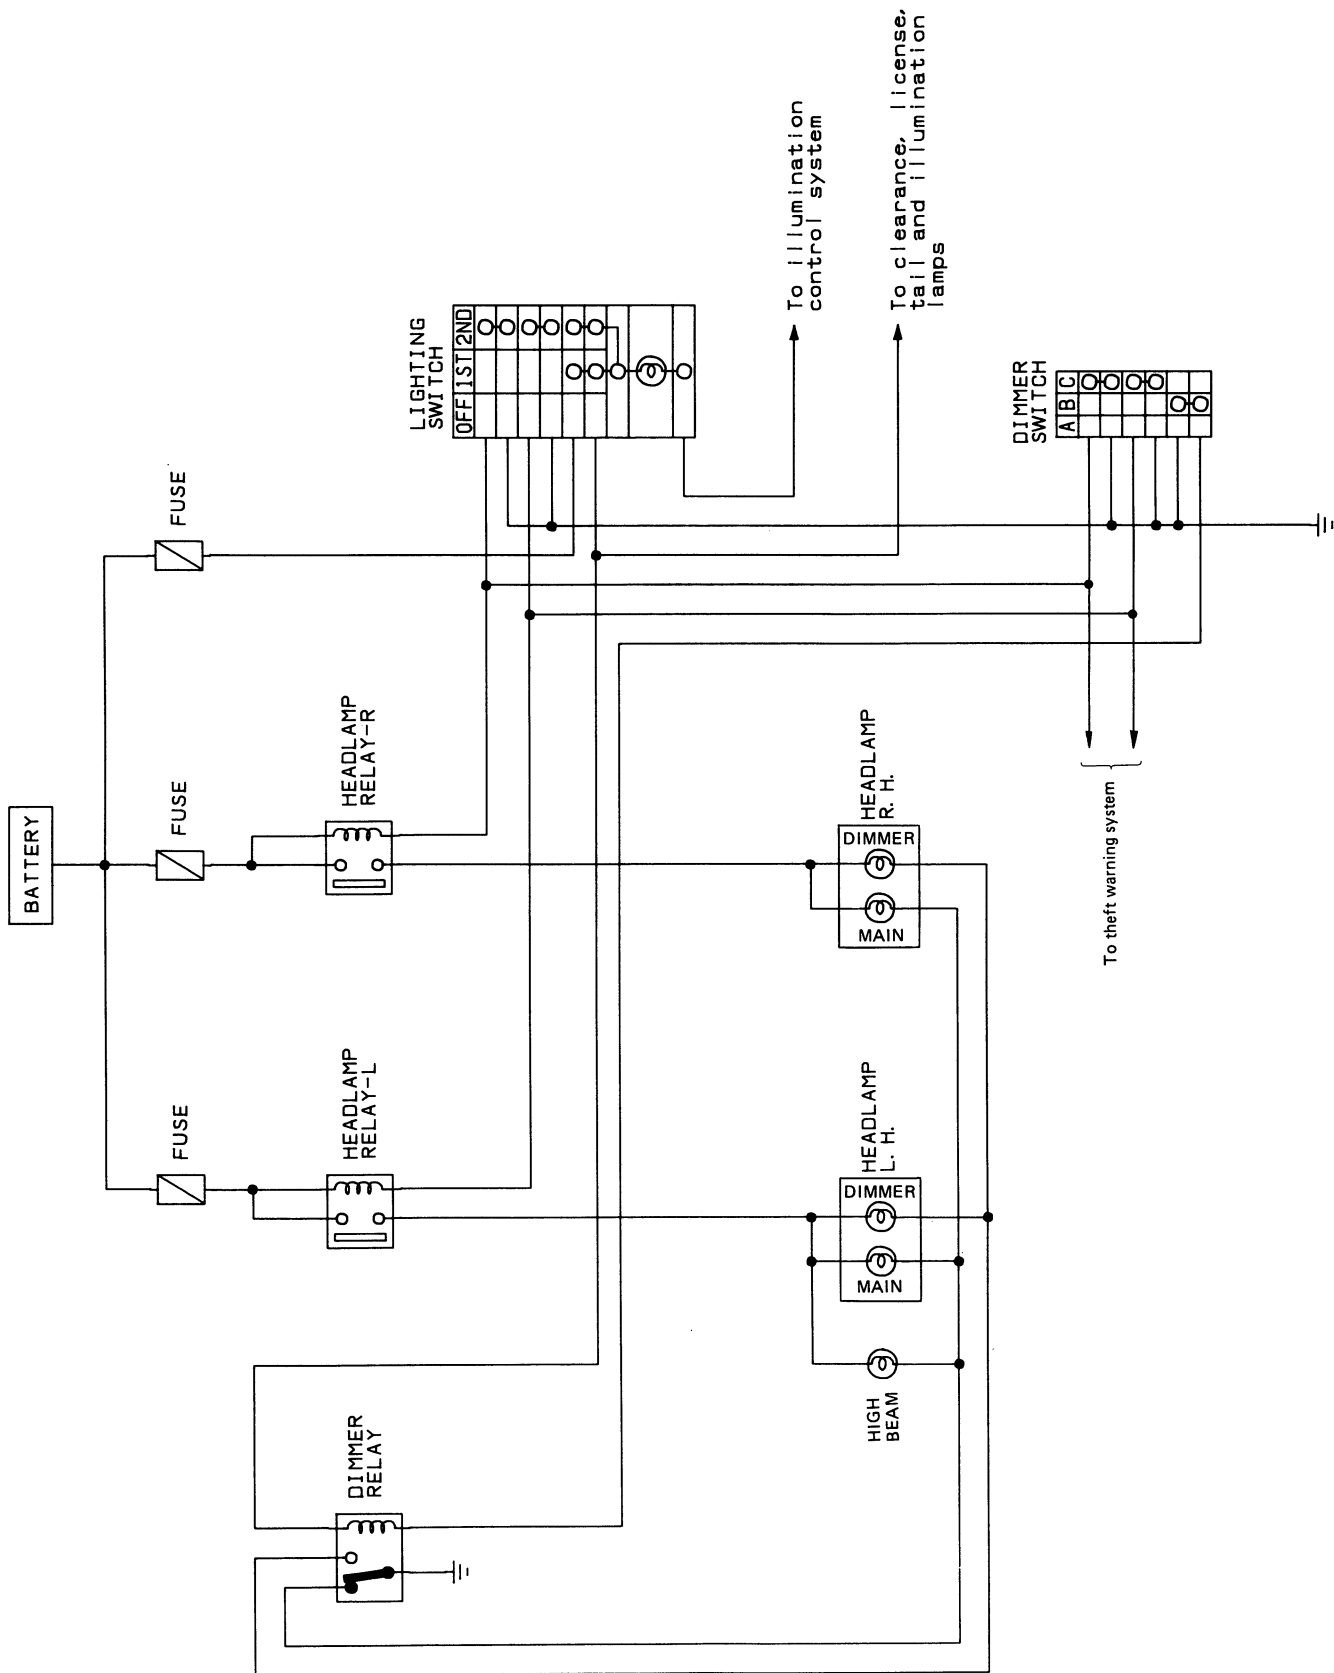 BATTERY
FUSE
FUSE
FUSE
HEADLAMP
RELAY-L
HEADLAMP
RELAY-R
DIMMER
RELAY
LIGHTING
SWITCH
OFF 1ST 2ND
To illumination
control system
To clearance, license,
tail and illumination
lamps
DIMMER
SWITCH
A B C
HEADLAMP
R. H.
DIMMER
MAIN
HEADLAMP
L. H.
DIMMER
MAIN
HIGH
BEAM
To theft warning system